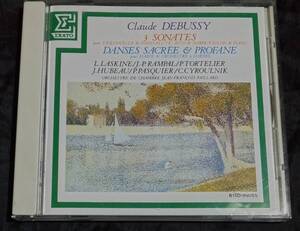 ERATO
Claude DEBUSSY
3 SONATES
DANSES SACRÉE & PROFANE
L.LASKINE/J-P.RAMPAL/P.TORTELIER
J.HUBEAU/P.PASQUIER/C.CYROULNIK
ORCHESTRE DE CHAMBRE JEAN-FRANÇOIS PAILLARD